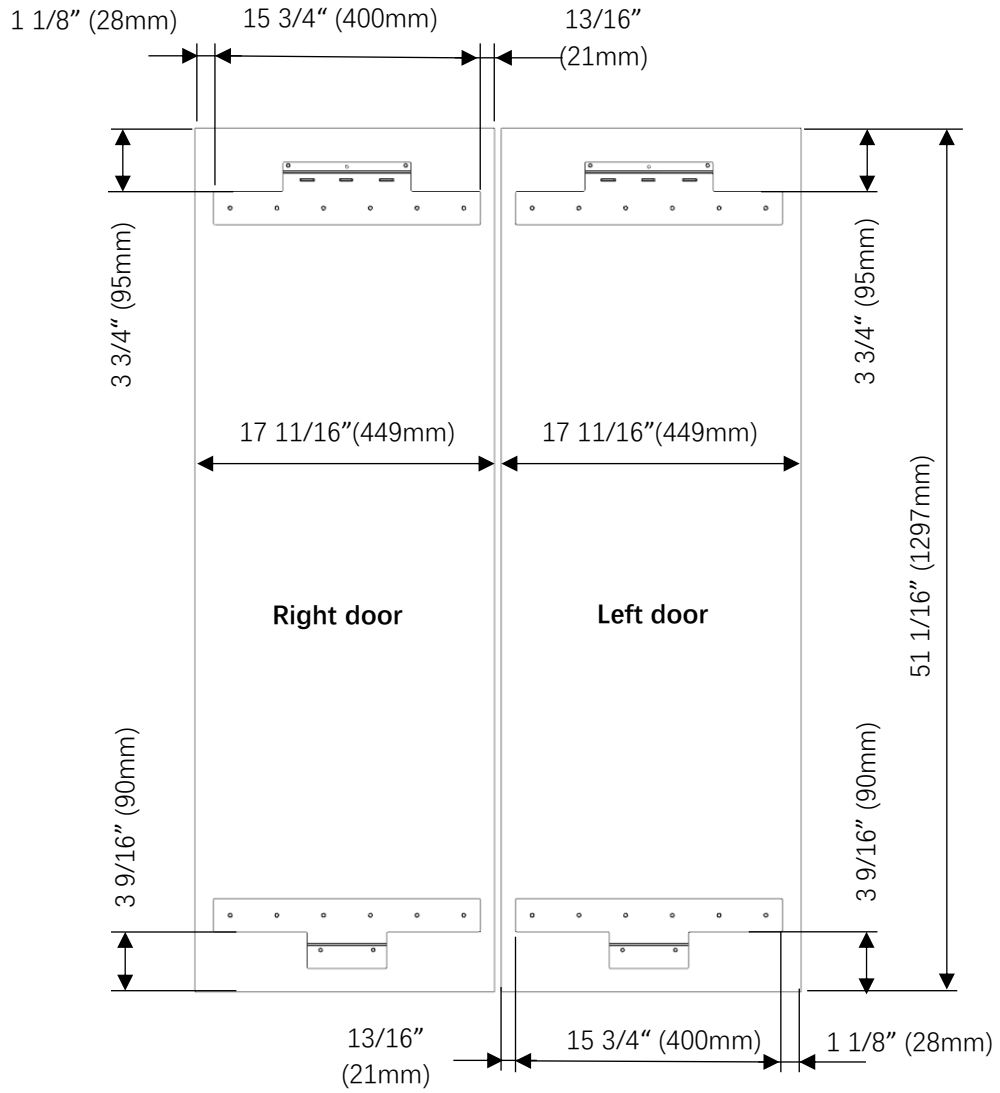 1 1/8” (28mm)
15 3/4“ (400mm)
13/16”
(21mm)
3 3/4“ (95mm)
3 3/4“ (95mm)
17 11/16”(449mm)
17 11/16”(449mm)
51 1/16” (1297mm)
Right door
Left door
3 9/16” (90mm)
3 9/16” (90mm)
13/16”
(21mm)
15 3/4“ (400mm)
1 1/8” (28mm)